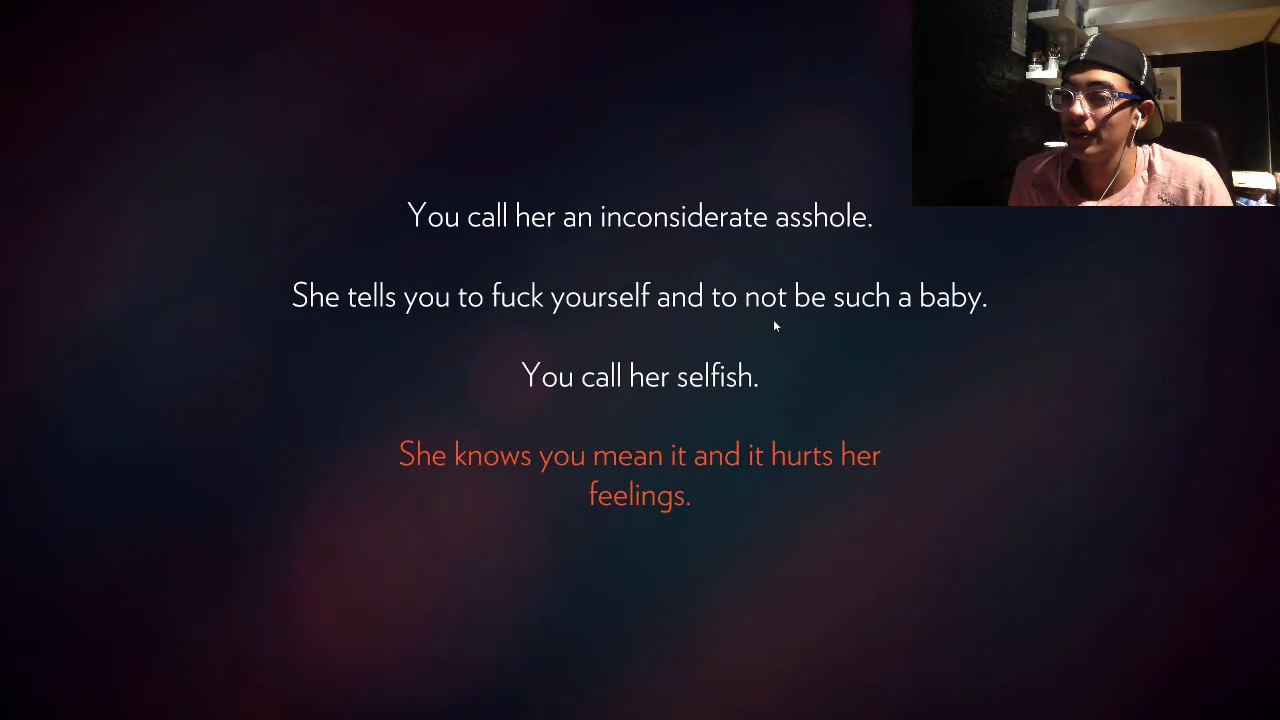 You call her an inconsiderate asshole.
She tells you to fuck yourself and to not be such a baby.
You call her selfish.
She knows you mean it and it hurts her
feelings.